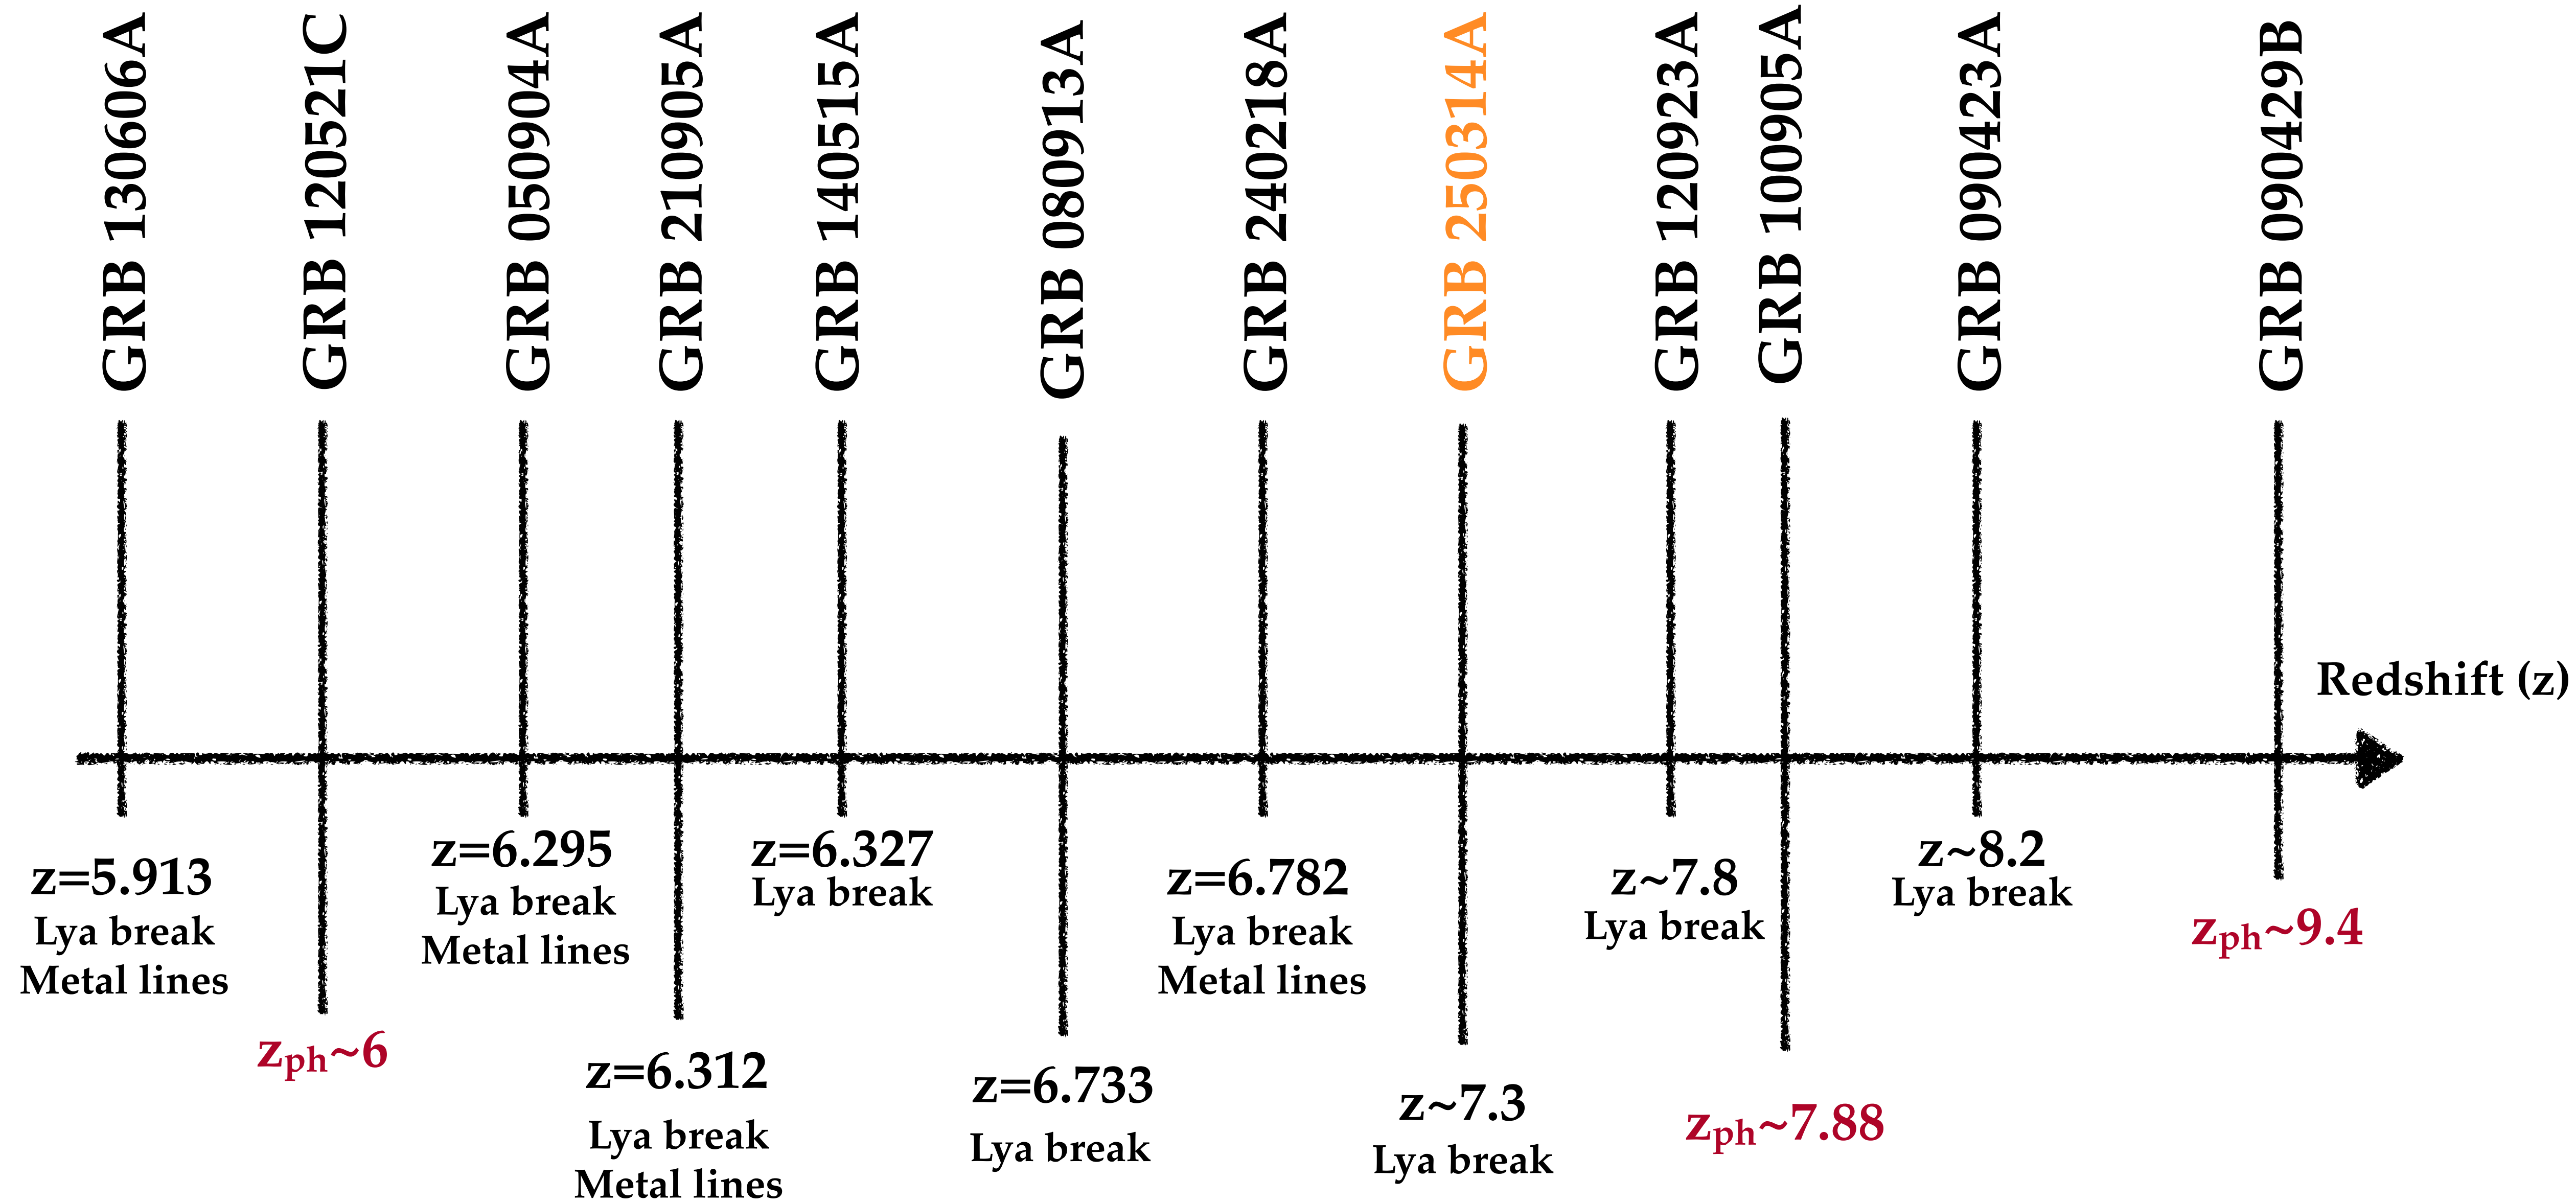 GRB 130606A
GRB 120521C
GRB 050904A
GRB 210905A
GRB 140515A
GRB 080913A
GRB 240218A
GRB 250314A
GRB 120923A
GRB 100905A
GRB 090423A
GRB 090429B
Redshift (z)
z=5.913
Lya break
Metal lines
zph~6
z=6.295
Lya break
Metal lines
z=6.312
Lya break
Metal lines
z=6.327
Lya break
z=6.733
Lya break
z=6.782
Lya break
Metal lines
z~7.3
Lya break
z~7.8
Lya break
zph~7.88
z~8.2
Lya break
zph~9.4